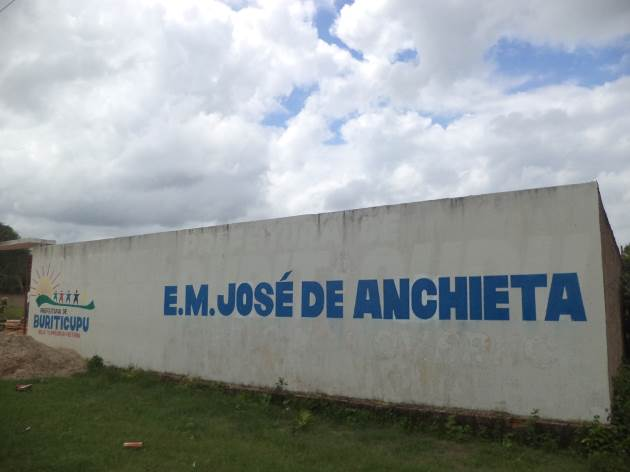 E.M. JOSÉ DE ANCHIETA
PREFEITURA DE
BURITICUPU